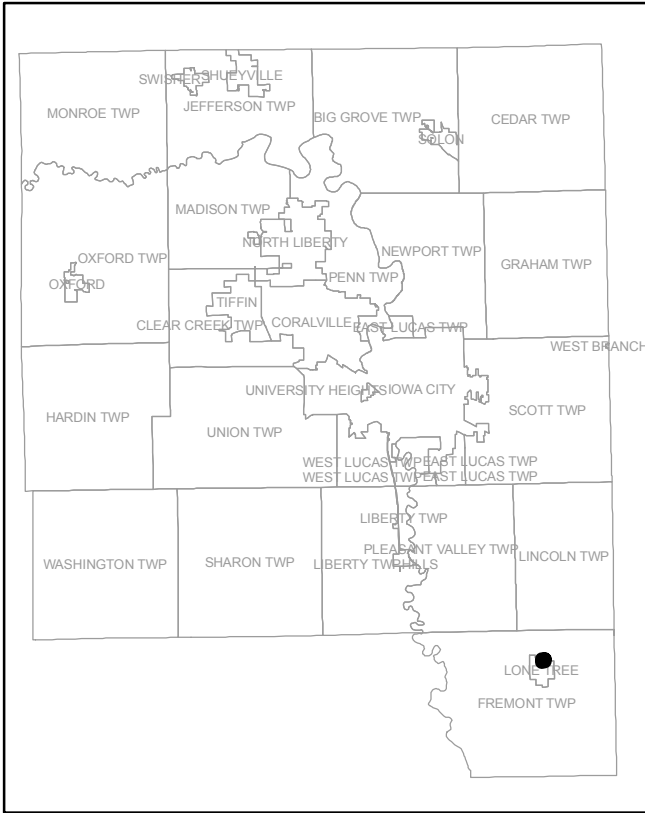 SHUEYVILLE
SWISHER
JEFFERSON TWP
MONROE TWP
BIG GROVE TWP
CEDAR TWP
SOLON
MADISON TWP
NORTH LIBERTY
NEWPORT TWP
OXFORD TWP
GRAHAM TWP
PENN TWP
OXFORD
TIFFIN
CLEAR CREEK TWP
CORALVILLE
EAST LUCAS TWP
WEST BRANCH
UNIVERSITY HEIGHTS
IOWA CITY
SCOTT TWP
HARDIN TWP
UNION TWP
WEST LUCAS TWP
EAST LUCAS TWP
WEST LUCAS TWP
EAST LUCAS TWP
LIBERTY TWP
PLEASANT VALLEY TWP
LINCOLN TWP
WASHINGTON TWP
SHARON TWP
LIBERTY TWP
HILLS
LONE TREE
FREMONT TWP